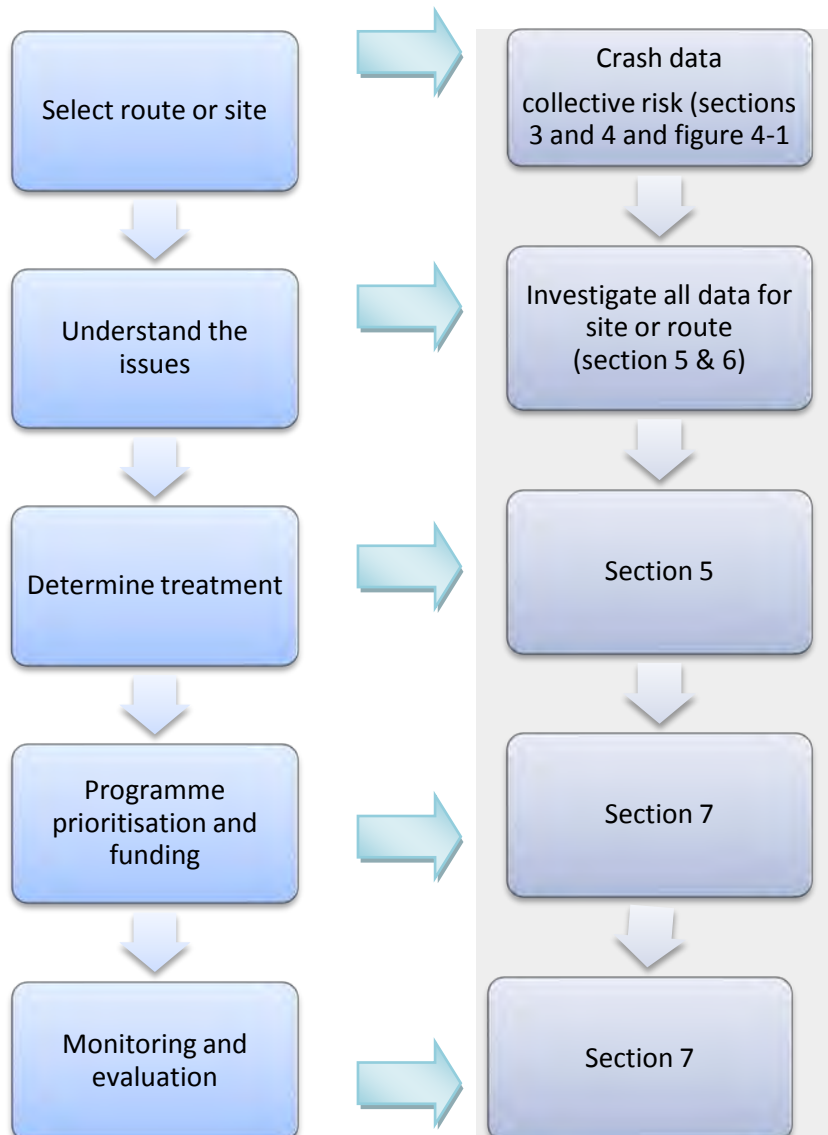 Select route or site
Crash data
collective risk (sections
3 and 4 and figure 4-1
Understand the
issues
Investigate all data for
site or route
(section 5 & 6)
Determine treatment
Section 5
Programme
prioritisation and
funding
Section 7
Monitoring and
evaluation
Section 7